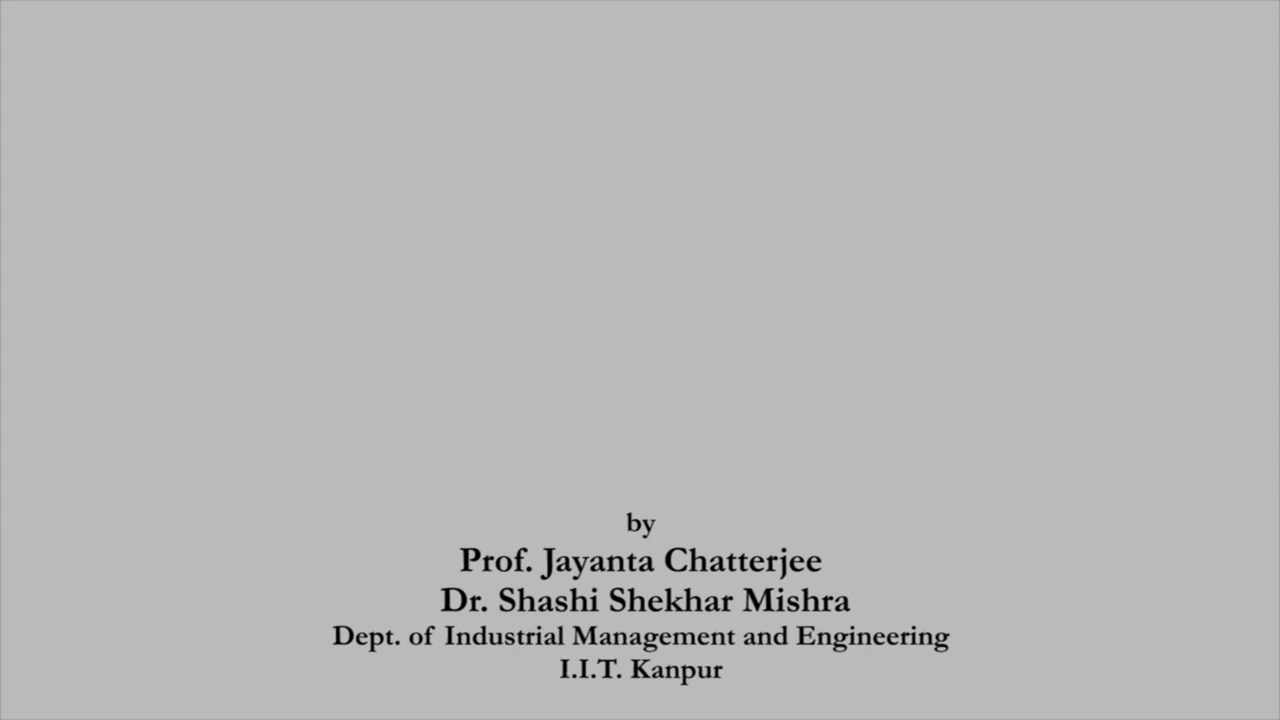 by
Prof. Jayanta Chatterjee
Dr. Shashi Shekhar Mishra
Dept. of Industrial Management and Engineering
I.I.T. Kanpur